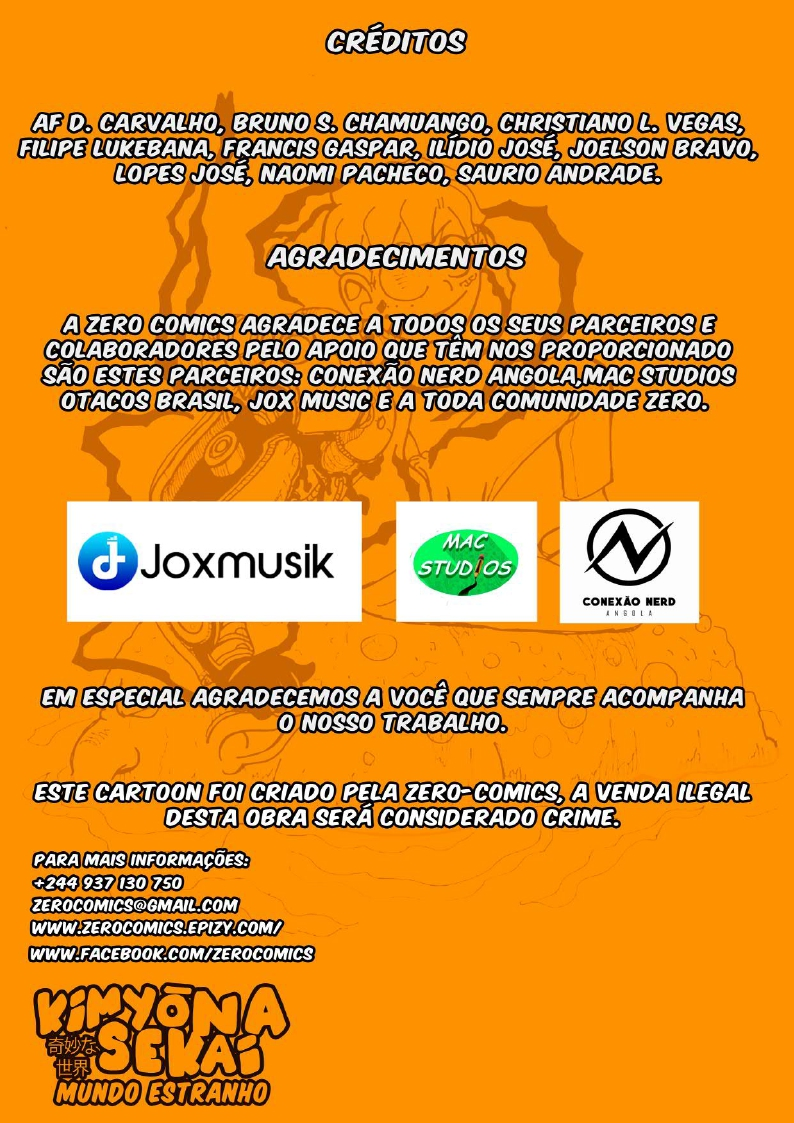 CRÉDITOS
AF D. CARVALHO, BRUNO S. CHAMUANGO, CHRISTIANO L. VEGAS,
FILIPE LUKEBANA, FRANCIS GASPAR, ILÍDIO JOSÉ, JOELSON BRAVO,
LOPES JOSÉ, NAOMI PACHECO, SAURIO ANDRADE.
AGRADECIMENTOS
A ZERO COMICS AGRADECE A TODOS OS SEUS PARCEIROS E
COLABORADORES PELO APOIO QUE TÊM NOS PROPORCIONADO
SÃO ESTES PARCEIROS: CONEXÃO NERD ANGOLA,MAC STUDIOS
OTACOS BRASIL, JOX MUSIC E A TODA COMUNIDADE ZERO.
Joxmusik
MAC
STUDIOS
CONEXÃO NERD
ANGOLA
EM ESPECIAL AGRADECEMOS A VOCÊ QUE SEMPRE ACOMPANHA
O NOSSO TRABALHO.
ESTE CARTOON FOI CRIADO PELA ZERO-COMICS, A VENDA ILEGAL
DESTA OBRA SERÁ CONSIDERADO CRIME.
PARA MAIS INFORMAÇÕES:
+244 937 130 750
ZEROCOMICS@GMAIL.COM
WWW.ZEROCOMICS.EPIZY.COM/
WWW.FACEBOOK.COM/ZEROCOMICS
KIMYŌNA
奇妙な
SEKAI
世界
MUNDO ESTRANHO